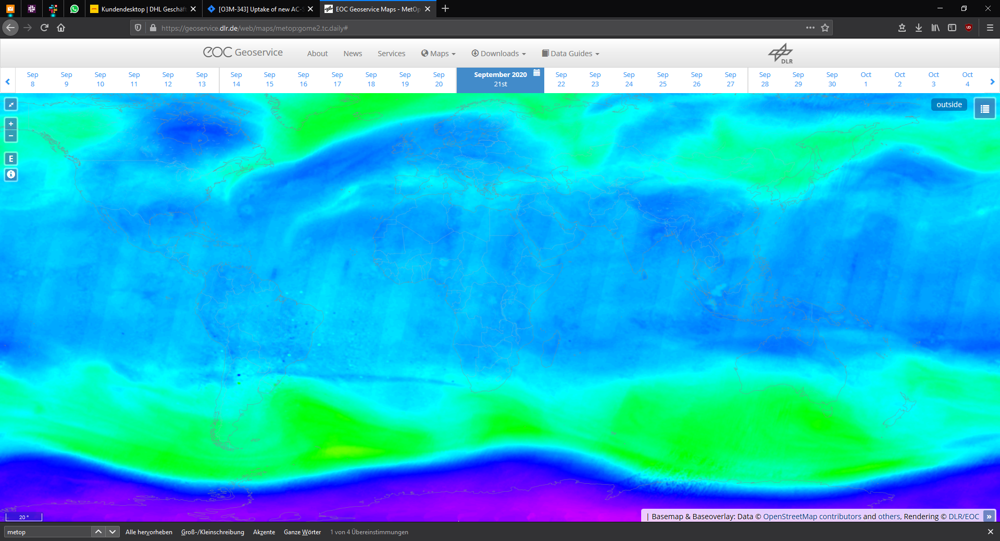 Kundendesktop | DHL Geschäft
[O3M-343] Uptake of new AC-S
EOC Geoservice Maps - MetOp
https://geoservice.dlr.de/web/maps/metop:gome2.tc.daily#
eoc Geoservice
About
News
Services
Maps
Downloads
Data Guides
DLR
Sep 8
Sep 9
Sep 10
Sep 11
Sep 12
Sep 13
Sep 14
Sep 15
Sep 16
Sep 17
Sep 18
Sep 19
Sep 20
September 2020
21st
Sep 22
Sep 23
Sep 24
Sep 25
Sep 26
Sep 27
Sep 28
Sep 29
Sep 30
Oct 1
Oct 2
Oct 3
Oct 4
outside
+
−
E
i
20 °
| Basemap & Baseoverlay: Data © OpenStreetMap contributors and others, Rendering © DLR/EOC »
metop
Alle hervorheben
Groß-/Kleinschreibung
Akzente
Ganze Wörter
1 von 4 Übereinstimmungen